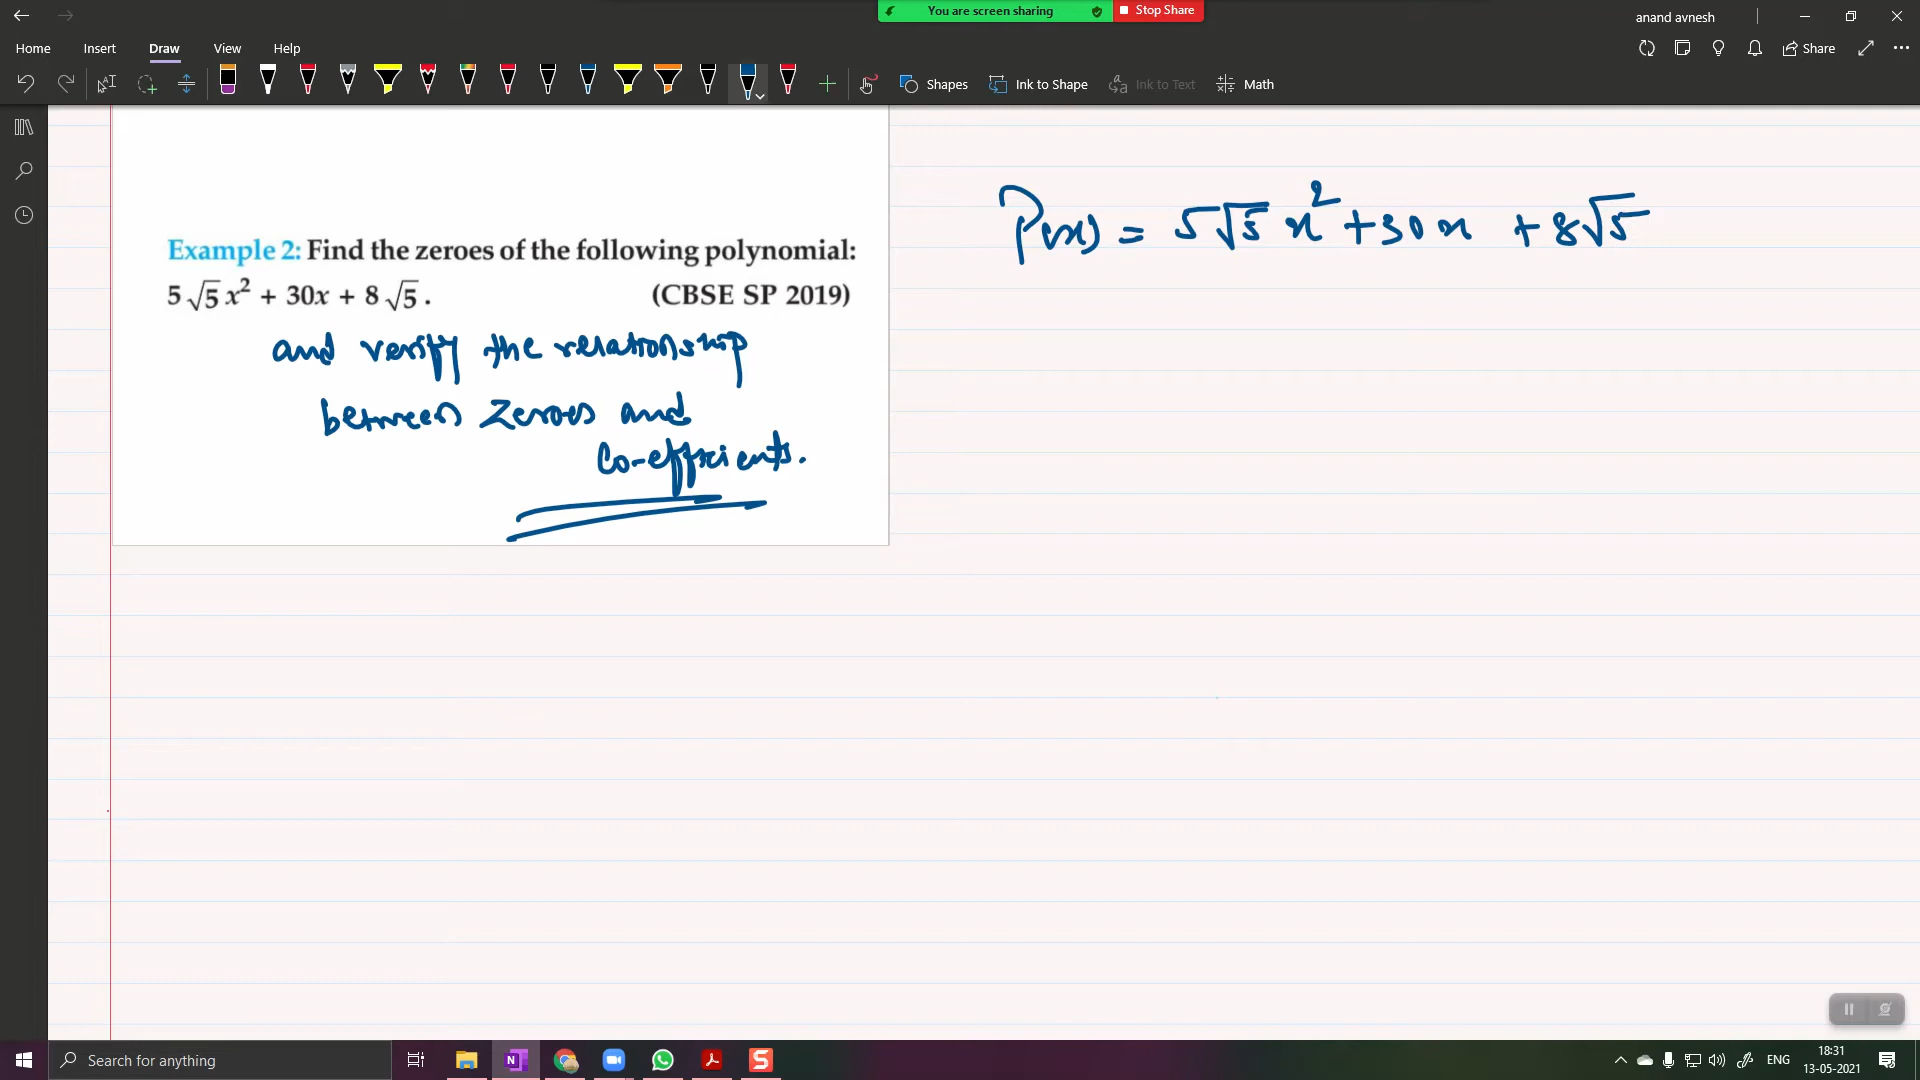 You are screen sharing
Stop Share
anand avnesh
Home Insert Draw View Help
Share
Shapes Ink to Shape Ink to Text Math
P(x) = 5√5 x² + 30x + 8√5
Example 2: Find the zeroes of the following polynomial:
5√5 x² + 30x + 8√5. (CBSE SP 2019)
and verify the relationship
between zeroes and
Co-efficients.
Search for anything
ENG
18:31
13-05-2021